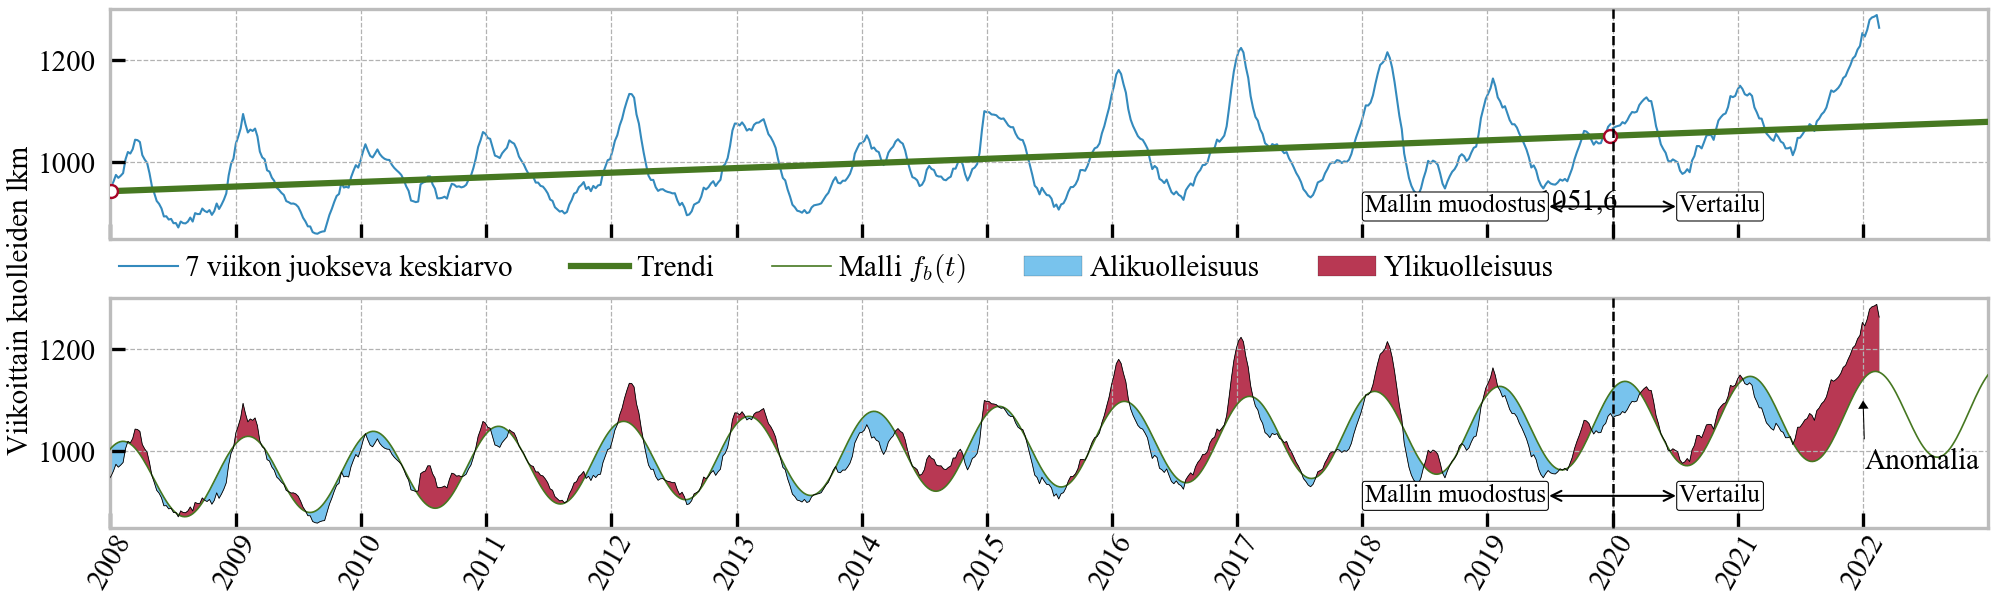 Viikoittain kuolleiden lkm
1200
1000
051,6
Mallin muodostus
Vertailu
7 viikon juokseva keskiarvo
Trendi
Malli f_b(t)
Alikuolleisuus
Ylikuolleisuus
1200
1000
Mallin muodostus
Vertailu
Anomalia
2008 2009 2010 2011 2012 2013 2014 2015 2016 2017 2018 2019 2020 2021 2022